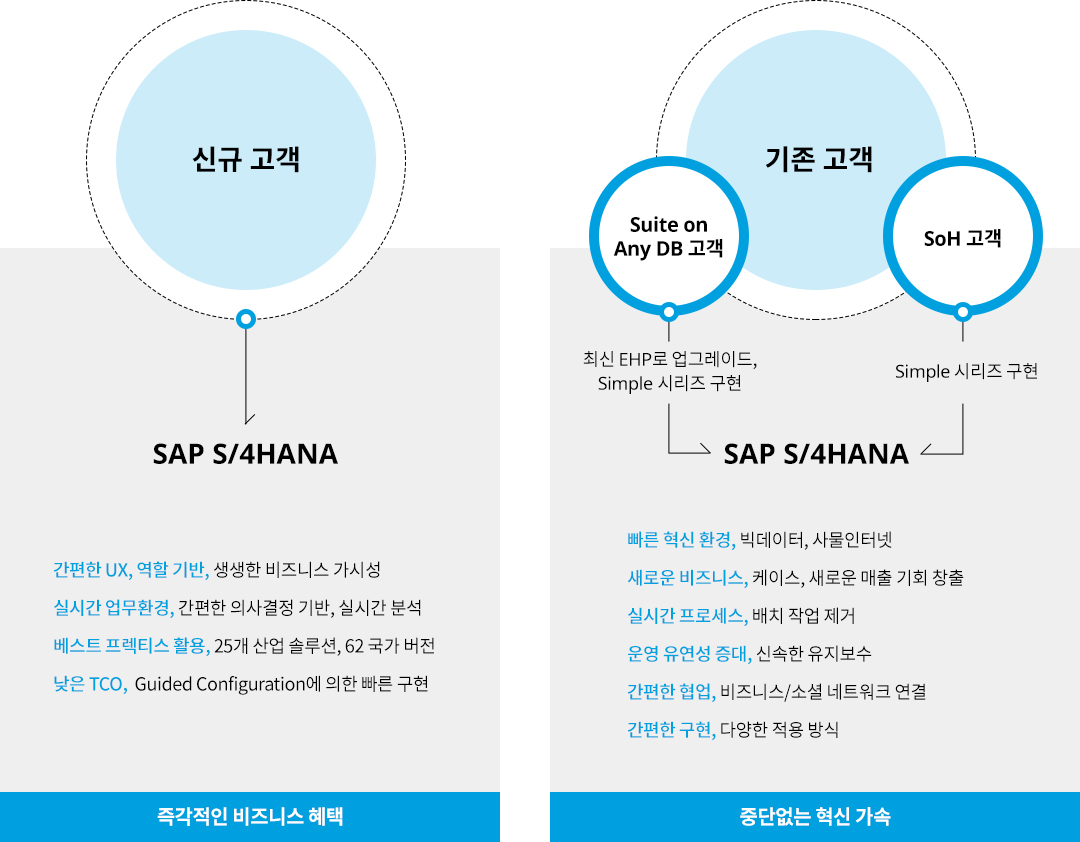 신규 고객
SAP S/4HANA
간편한 UX, 역할 기반, 생생한 비즈니스 가시성
실시간 업무환경, 간편한 의사결정 기반, 실시간 분석
베스트 프렉티스 활용, 25개 산업 솔루션, 62 국가 버전
낮은 TCO, Guided Configuration에 의한 빠른 구현
즉각적인 비즈니스 혜택
기존 고객
Suite on
Any DB 고객
SoH 고객
최신 EHP로 업그레이드,
Simple 시리즈 구현
Simple 시리즈 구현
SAP S/4HANA
빠른 혁신 환경, 빅데이터, 사물인터넷
새로운 비즈니스, 케이스, 새로운 매출 기회 창출
실시간 프로세스, 배치 작업 제거
운영 유연성 증대, 신속한 유지보수
간편한 협업, 비즈니스/소셜 네트워크 연결
간편한 구현, 다양한 적용 방식
중단없는 혁신 가속